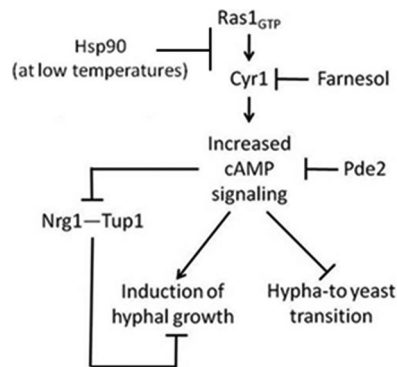 Ras1GTP
Hsp90
(at low temperatures)
Cyr1
Farnesol
Increased
cAMP
signaling
Pde2
Nrg1—Tup1
Induction of
hyphal growth
Hypha-to yeast
transition